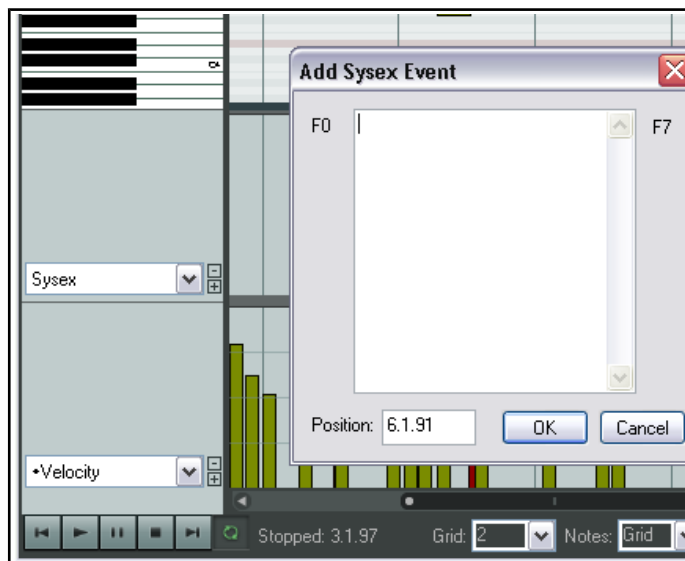 Add Sysex Event
F0
F7
Sysex
Position: 6.1.91 OK Cancel
•Velocity
Stopped: 3.1.97 Grid: 2 Notes: Grid